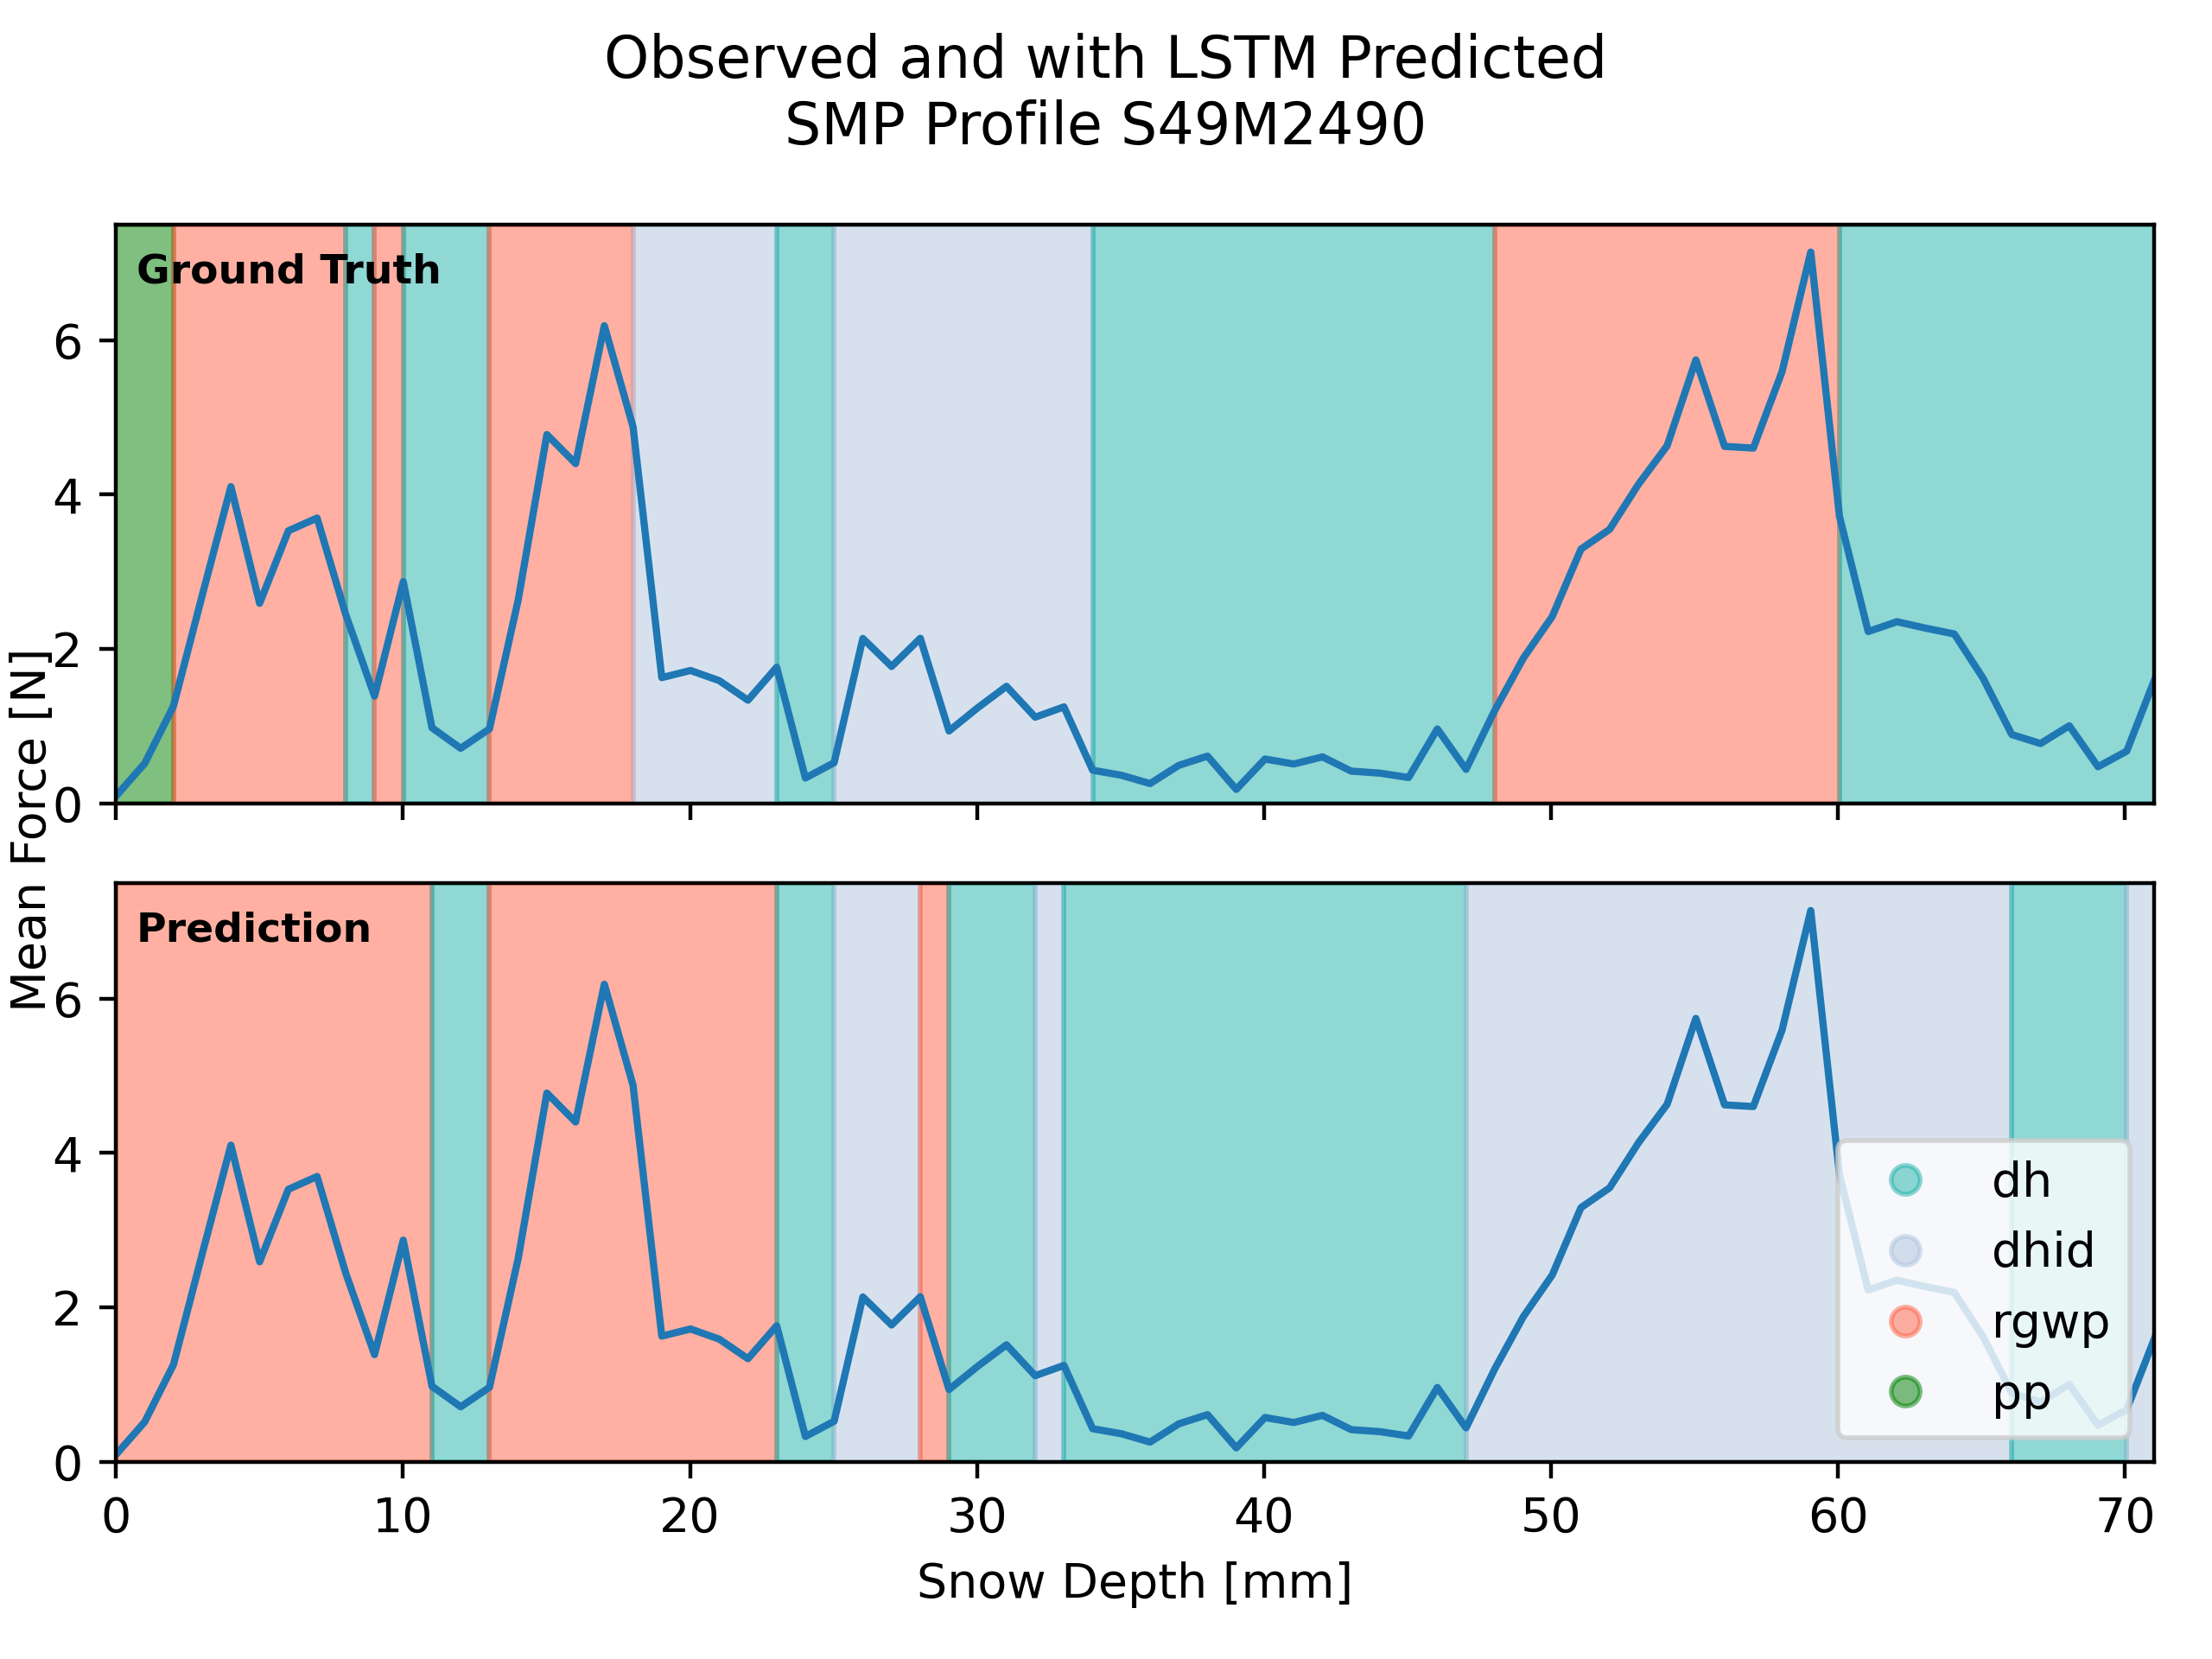 Observed and with LSTM Predicted
SMP Profile S49M2490
Mean Force [N]
Ground Truth
6
4
2
0
Prediction
6
4
2
0
dh
dhid
rgwp
pp
0 10 20 30 40 50 60 70
Snow Depth [mm]